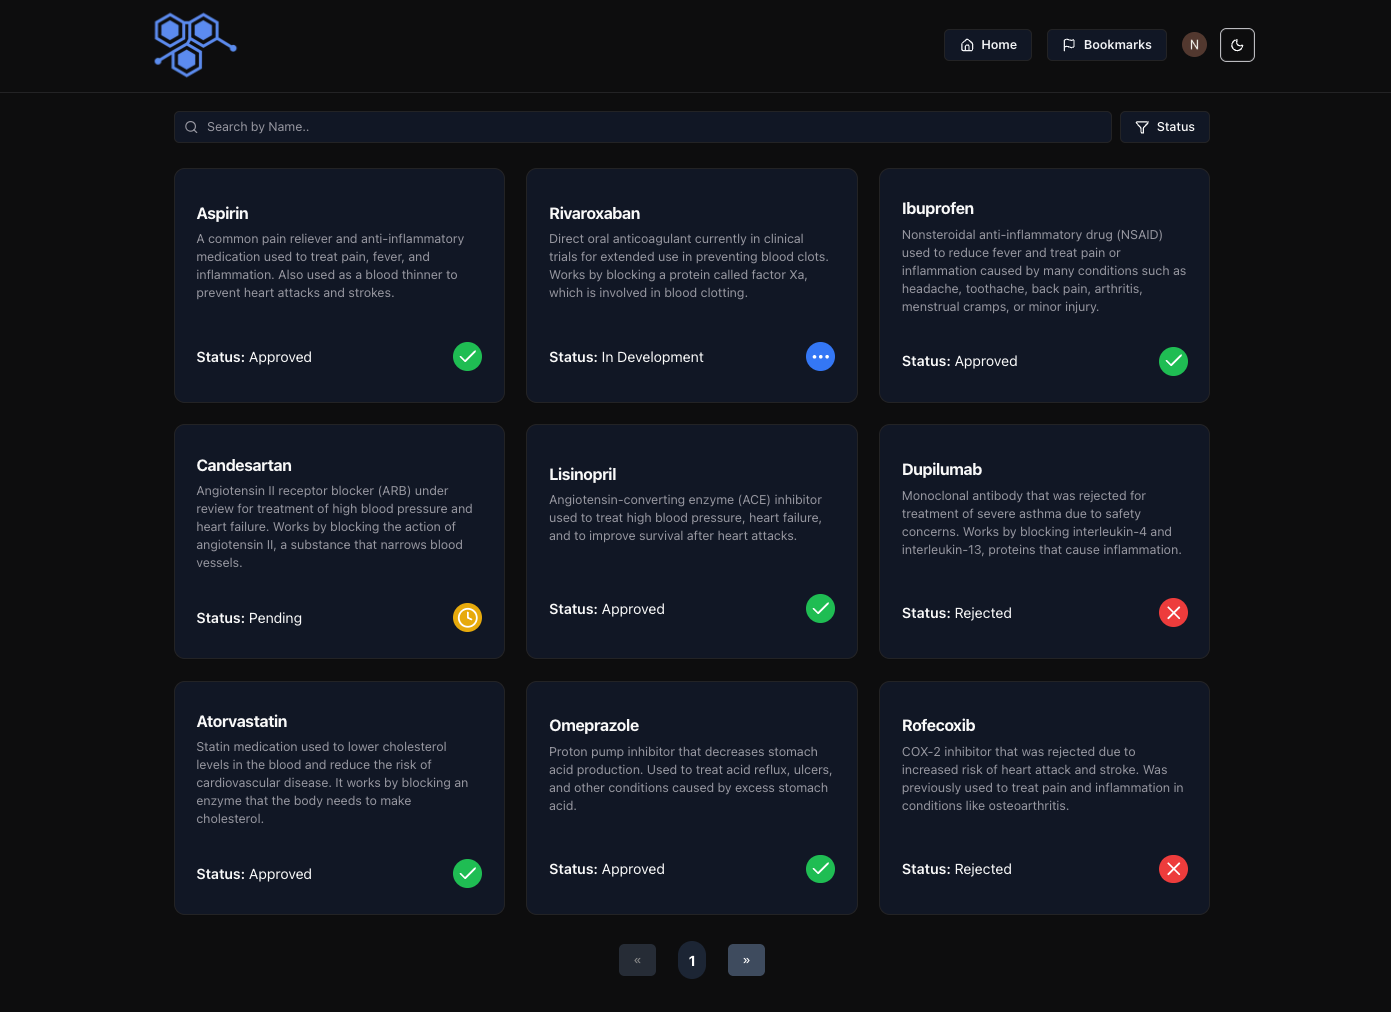 Home
Bookmarks
N
Search by Name..
Status
Aspirin
A common pain reliever and anti-inflammatory
medication used to treat pain, fever, and
inflammation. Also used as a blood thinner to
prevent heart attacks and strokes.
Status: Approved
Rivaroxaban
Direct oral anticoagulant currently in clinical
trials for extended use in preventing blood clots.
Works by blocking a protein called factor Xa,
which is involved in blood clotting.
Status: In Development
Ibuprofen
Nonsteroidal anti-inflammatory drug (NSAID)
used to reduce fever and treat pain or
inflammation caused by many conditions such as
headache, toothache, back pain, arthritis,
menstrual cramps, or minor injury.
Status: Approved
Candesartan
Angiotensin II receptor blocker (ARB) under
review for treatment of high blood pressure and
heart failure. Works by blocking the action of
angiotensin II, a substance that narrows blood
vessels.
Status: Pending
Lisinopril
Angiotensin-converting enzyme (ACE) inhibitor
used to treat high blood pressure, heart failure,
and to improve survival after heart attacks.
Status: Approved
Dupilumab
Monoclonal antibody that was rejected for
treatment of severe asthma due to safety
concerns. Works by blocking interleukin-4 and
interleukin-13, proteins that cause inflammation.
Status: Rejected
Atorvastatin
Statin medication used to lower cholesterol
levels in the blood and reduce the risk of
cardiovascular disease. It works by blocking an
enzyme that the body needs to make
cholesterol.
Status: Approved
Omeprazole
Proton pump inhibitor that decreases stomach
acid production. Used to treat acid reflux, ulcers,
and other conditions caused by excess stomach
acid.
Status: Approved
Rofecoxib
COX-2 inhibitor that was rejected due to
increased risk of heart attack and stroke. Was
previously used to treat pain and inflammation in
conditions like osteoarthritis.
Status: Rejected
« 1 »